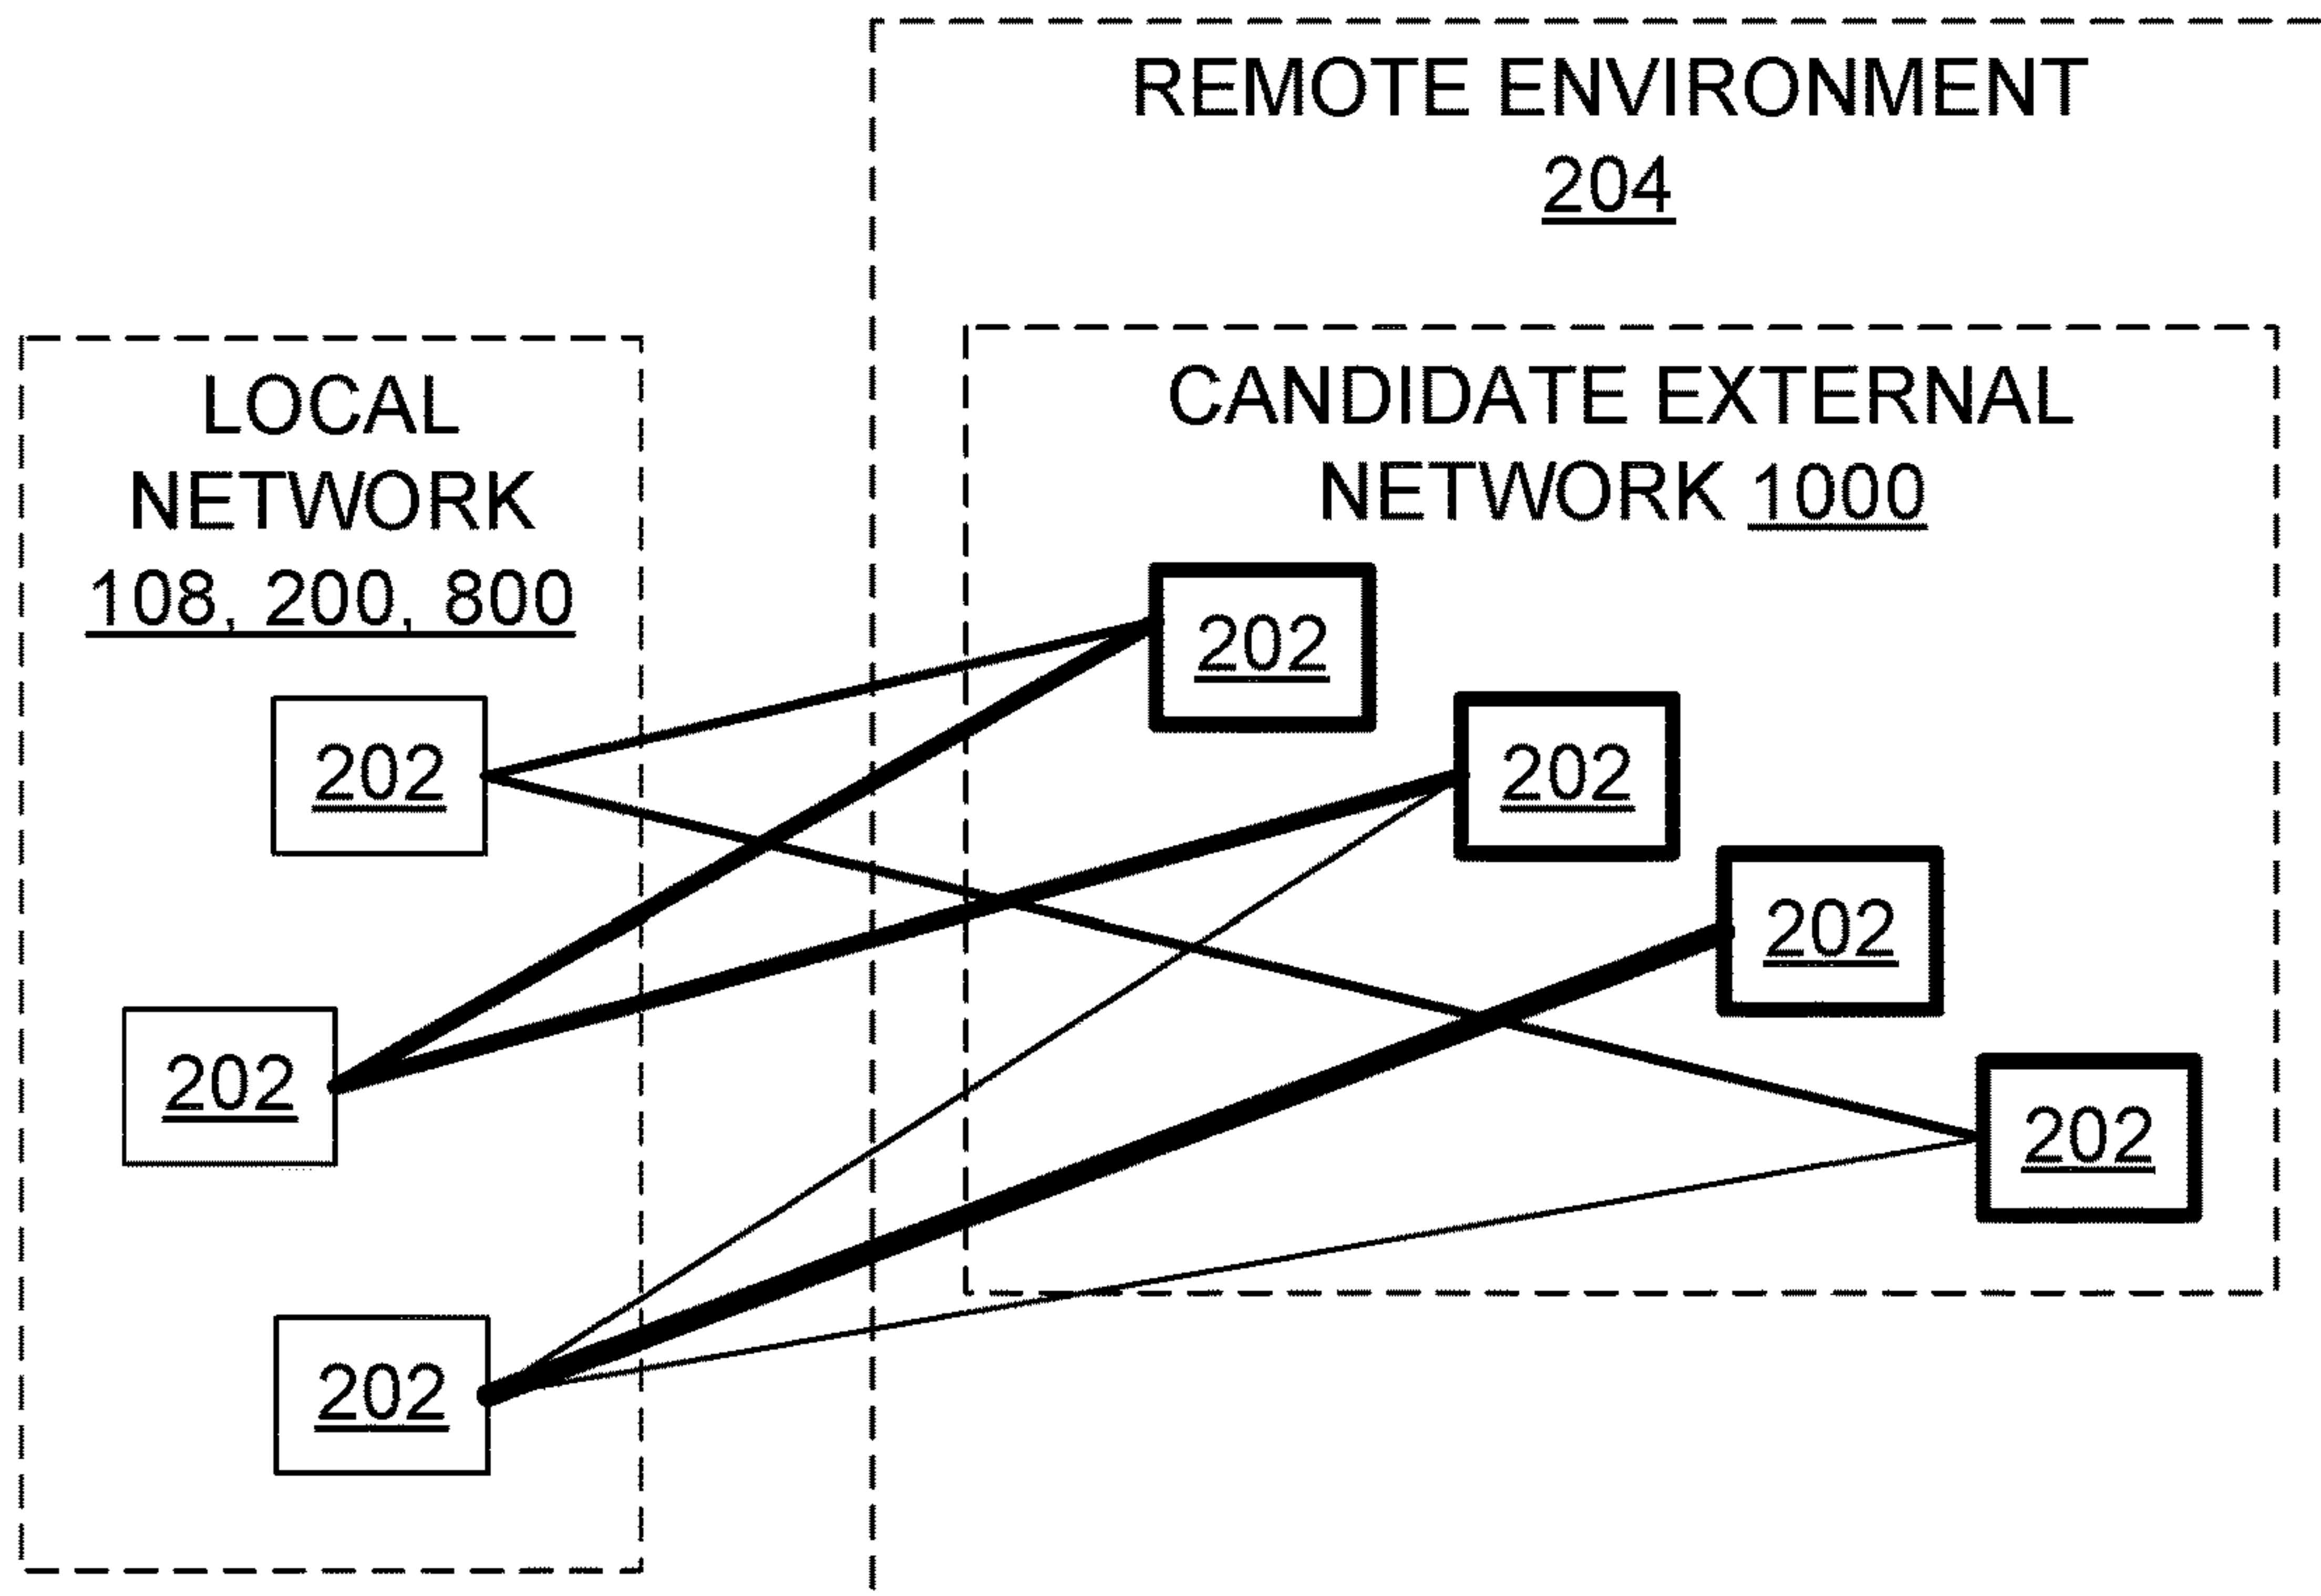 REMOTE ENVIRONMENT
204
LOCAL
NETWORK
108, 200, 800
CANDIDATE EXTERNAL
NETWORK 1000
202
202
202
202
202
202
202